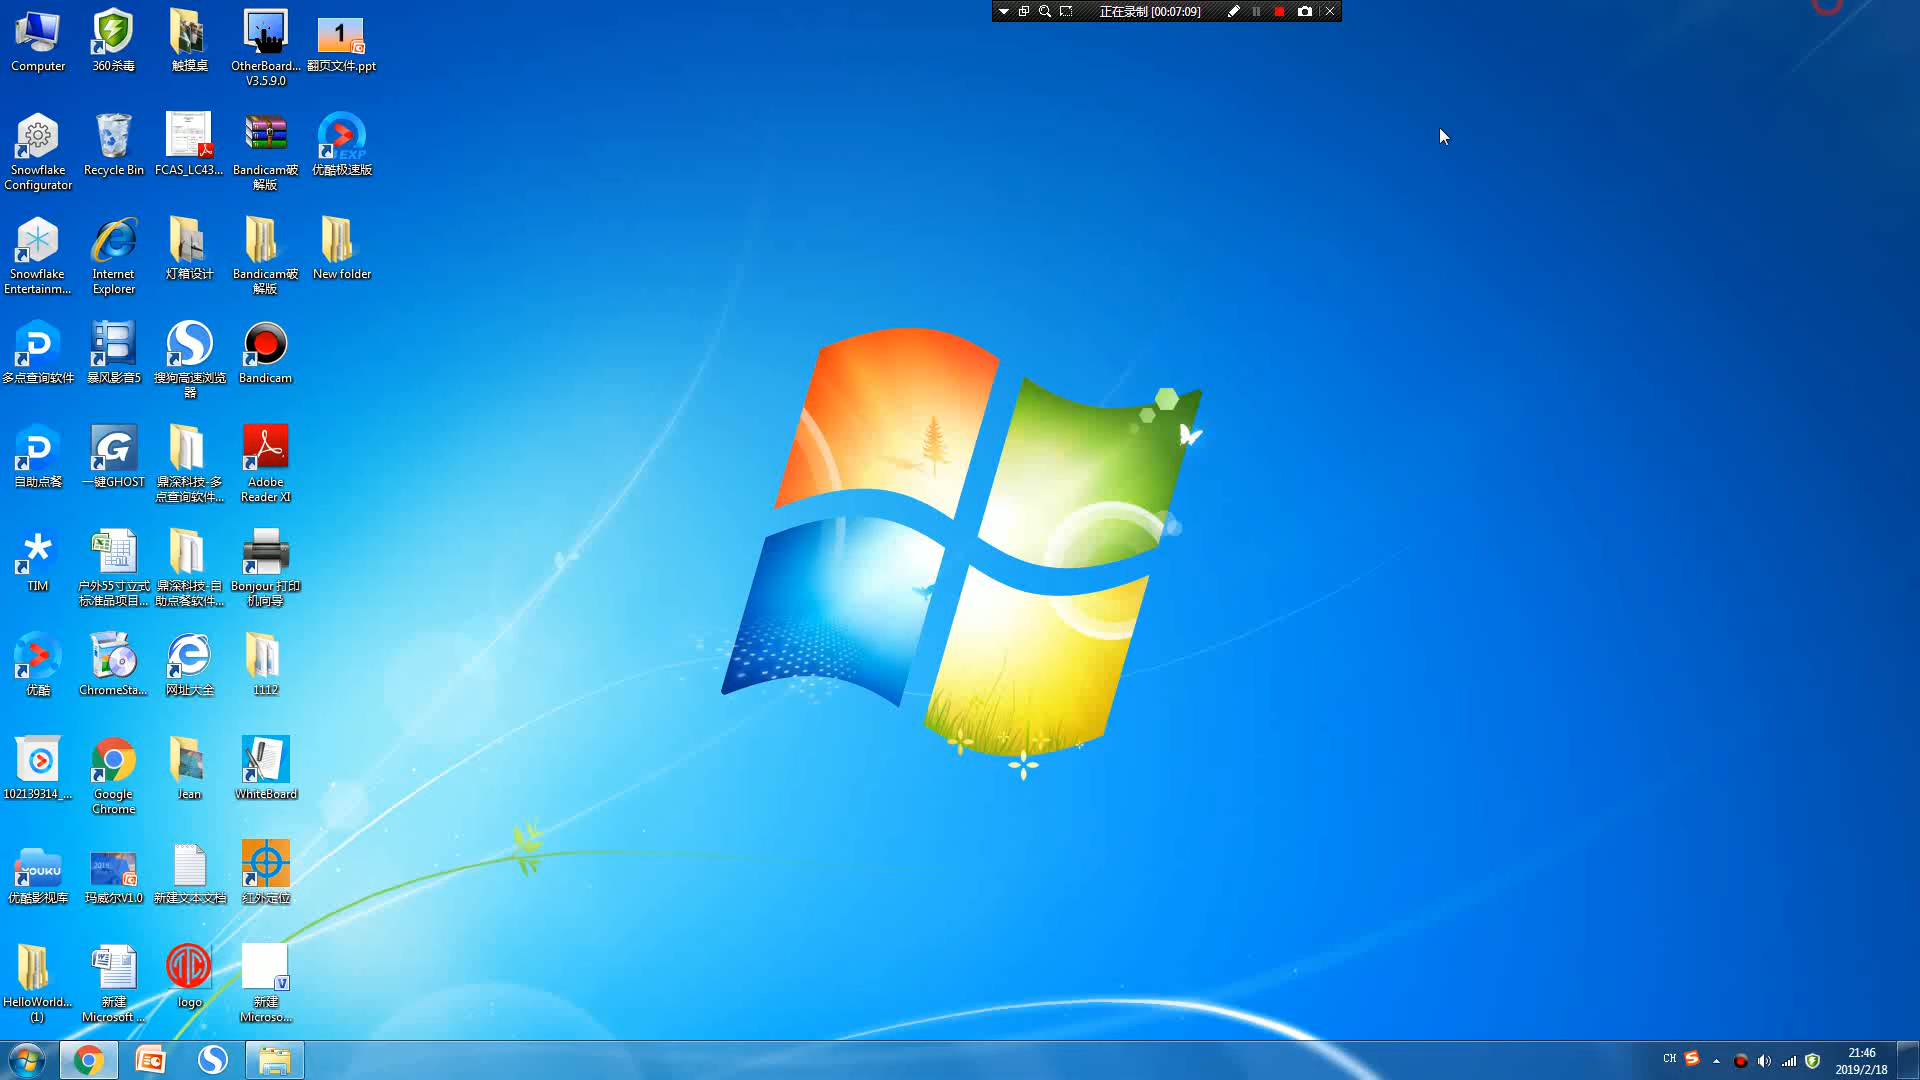 正在录制 [00:07:09]
Computer
360杀毒
触摸桌
OtherBoard...
V3.5.9.0
1
翻页文件.ppt
Snowflake
Configurator
Recycle Bin
FCAS_LC43...
Bandicam破
解版
EXP
优酷极速版
Snowflake
Entertainm...
Internet
Explorer
灯箱设计
Bandicam破
解版
New folder
多点查询软件
暴风影音5
搜狗高速浏览
器
Bandicam
自助点餐
一键GHOST
鼎深科技-多
点查询软件...
Adobe
Reader XI
TIM
户外55寸立式
标准品项目...
鼎深科技-自
助点餐软件...
Bonjour 打印
机向导
优酷
ChromeSta...
网址大全
1112
102139314_...
Google
Chrome
Jean
WhiteBoard
YOUKU
优酷影视库
玛威尔V1.0
新建文本文档
红外定位
HelloWorld...
(1)
新建
Microsoft ...
logo
新建
Microso...
CH
21:46
2019/2/18